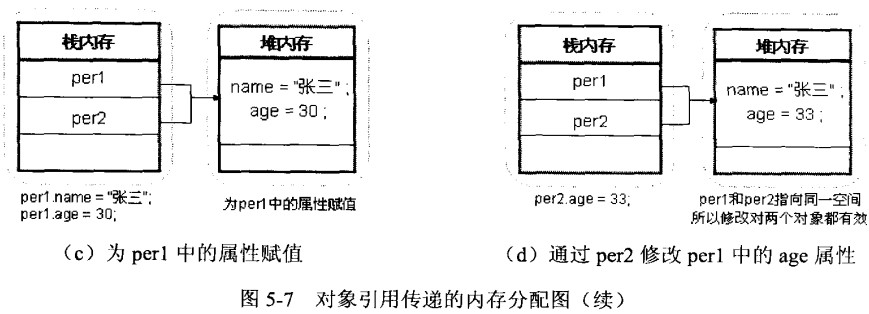 栈内存
per1
per2
堆内存
name = "张三" ;
age = 30 ;
per1.name = "张三";
per1.age = 30;
为per1中的属性赋值
（c）为 per1 中的属性赋值
栈内存
per1
per2
堆内存
name = "张三" ;
age = 33 ;
per2.age = 33;
per1和per2指向同一空间
所以修改对两个对象都有效
（d）通过 per2 修改 per1 中的 age 属性
图 5-7 对象引用传递的内存分配图（续）